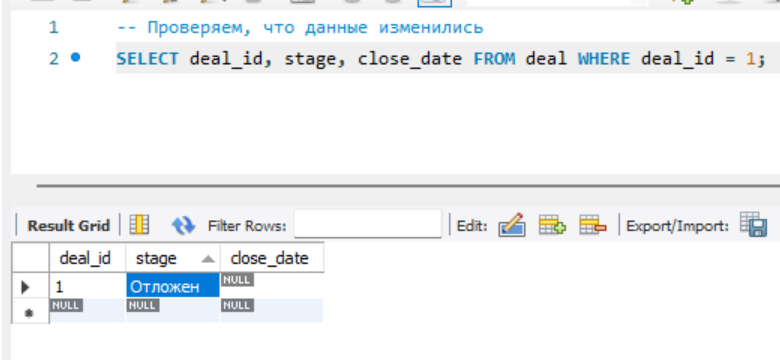 1 -- Проверяем, что данные изменились
2 SELECT deal_id, stage, close_date FROM deal WHERE deal_id = 1;
Result Grid Filter Rows: Edit: Export/Import:
deal_id stage close_date
1 Отложен NULL
NULL NULL NULL